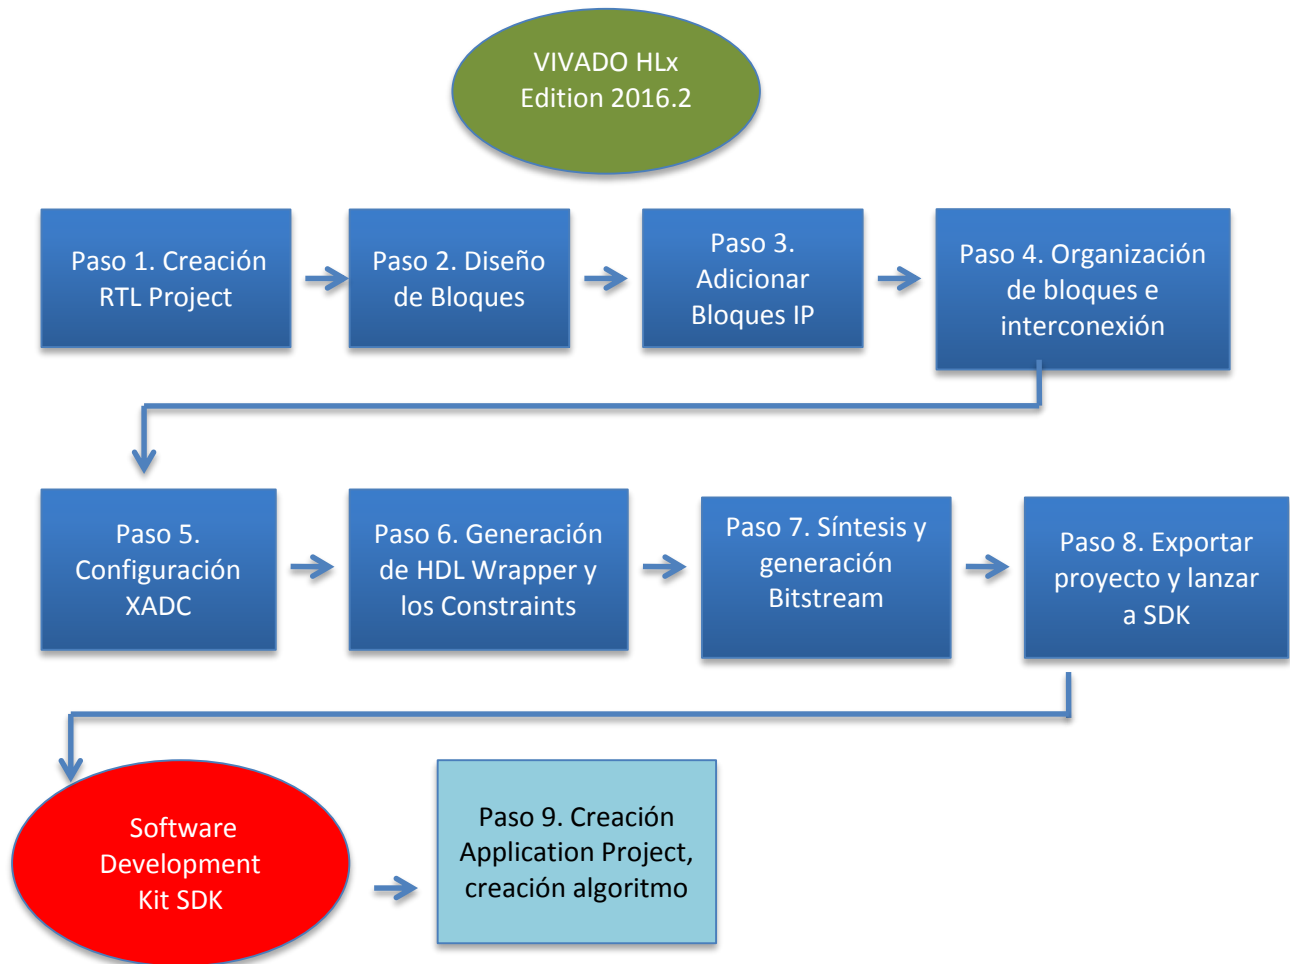 VIVADO HLx
Edition 2016.2
Paso 1. Creación
RTL Project
Paso 2. Diseño
de Bloques
Paso 3.
Adicionar
Bloques IP
Paso 4. Organización
de bloques e
interconexión
Paso 5.
Configuración
XADC
Paso 6. Generación
de HDL Wrapper y
los Constraints
Paso 7. Síntesis y
generación
Bitstream
Paso 8. Exportar
proyecto y lanzar
a SDK
Software
Development
Kit SDK
Paso 9. Creación
Application Project,
creación algoritmo